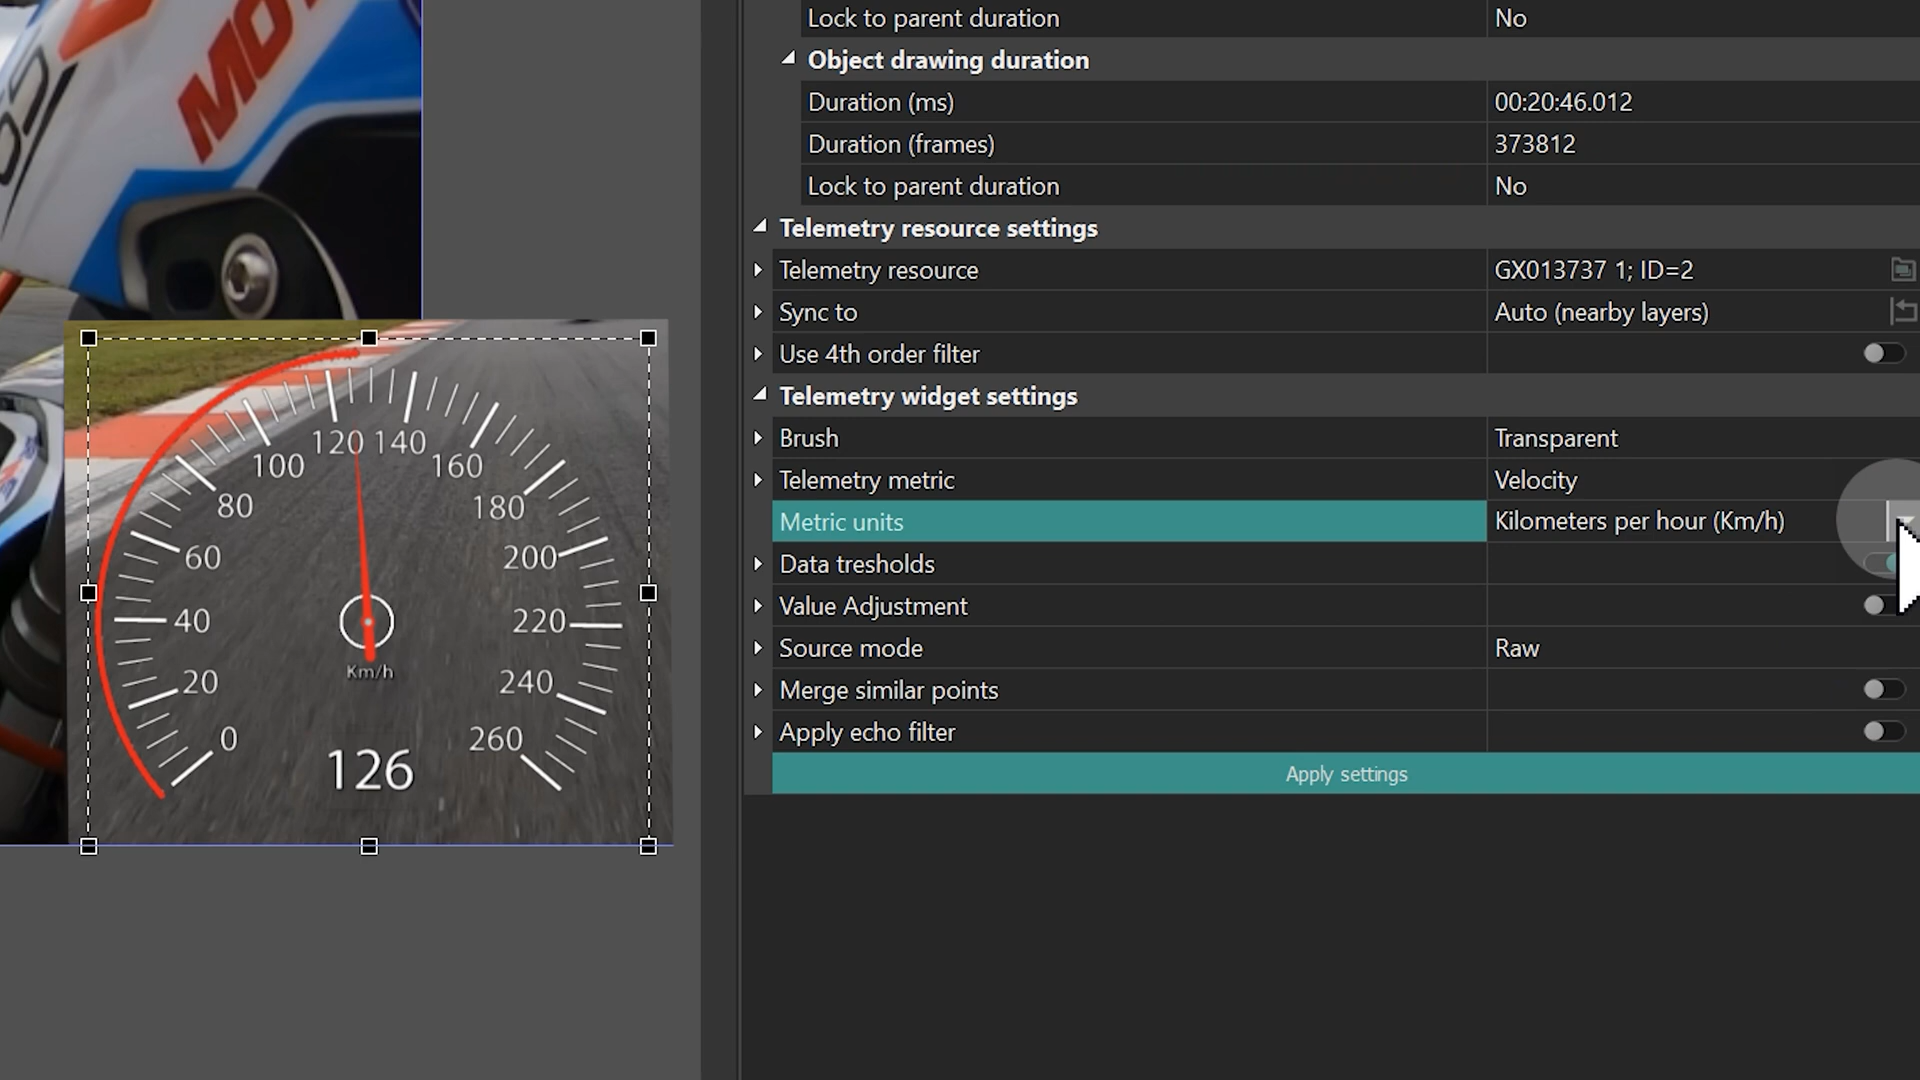 MOT
Lock to parent duration No
Object drawing duration
Duration (ms) 00:20:46.012
Duration (frames) 373812
Lock to parent duration No
Telemetry resource settings
Telemetry resource GX013737 1; ID=2
Sync to Auto (nearby layers)
Use 4th order filter
Telemetry widget settings
Brush Transparent
Telemetry metric Velocity
Metric units Kilometers per hour (Km/h)
Data tresholds
Value Adjustment
Source mode Raw
Merge similar points
Apply echo filter
Apply settings
120 140
100 160
80 180
60 200
40 220
Km/h
20 240
0 260
126